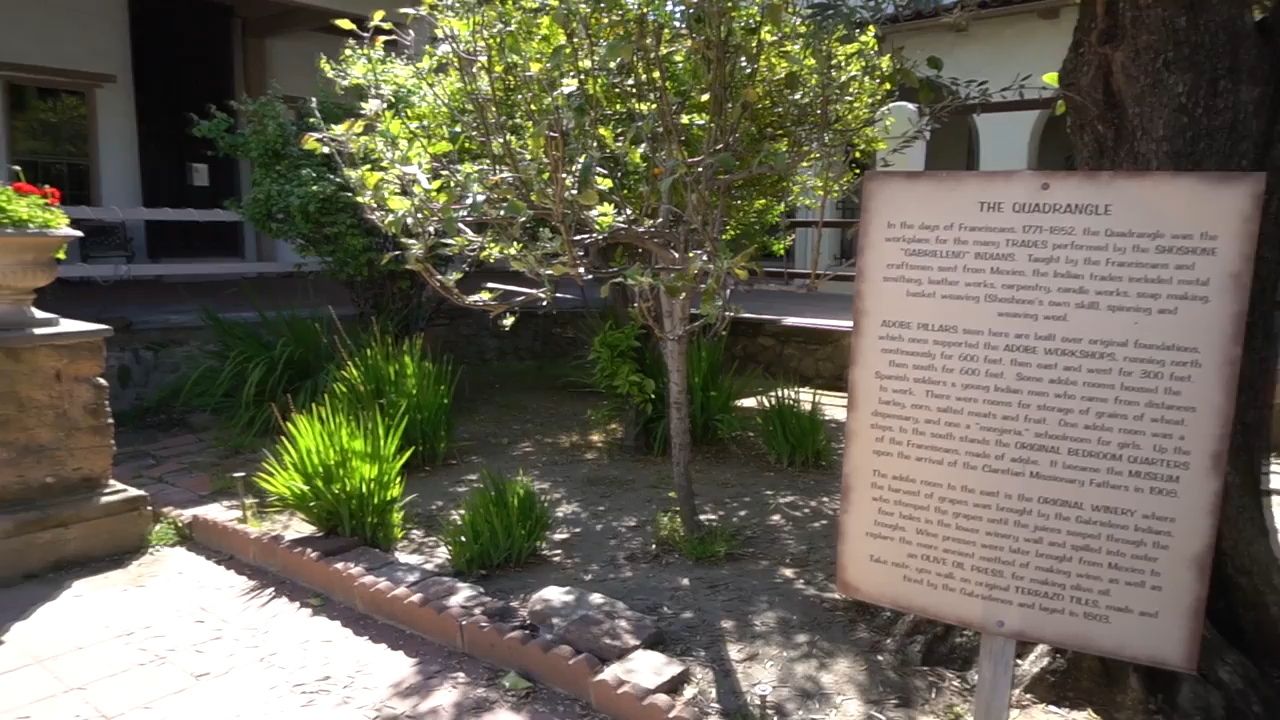 THE QUADRANGLE
In the days of Franciscans, 1771-1852, the Quadrangle was the
workplace for the many TRADES performed by the SHOSHONE
"GABRIELENO" INDIANS. Taught by the Franciscans and
craftsmen sent from Mexico, the Indian trades included metal
smithing, leather works, carpentry, candle works, soap making,
basket weaving (Shoshone's own skill), spinning and
weaving wool.
ADOBE PILLARS seen here are built over original foundations,
which ones supported the ADOBE WORKSHOPS, running north
continuously for 600 feet, then east and west for 300 feet,
then south for 600 feet. Some adobe rooms housed the
Spanish soldiers & young Indian men who came from distances
to work. There were rooms for storage of grains of wheat,
barley, corn, salted meats and fruit. One adobe room was a
dispensary, and one a "monjeria," schoolroom for girls. Up the
steps, to the south stands the ORIGINAL BEDROOM QUARTERS
of the Franciscans, made of adobe. It became the MUSEUM
upon the arrival of the Claretian Missionary Fathers in 1908.
The adobe room to the east is the ORIGINAL WINERY where
the harvest of grapes was brought by the Gabrieleno Indians,
who stomped the grapes until the juices seeped through the
four holes in the lower winery wall and spilled into outer
troughs. Wine presses were later brought from Mexico to
replace the more ancient method of making wine, as well as
an OLIVE OIL PRESS, for making olive oil.
Take note, you walk on original TERRAZO TILES, made and
fired by the Gabrielenos and layed in 1803.